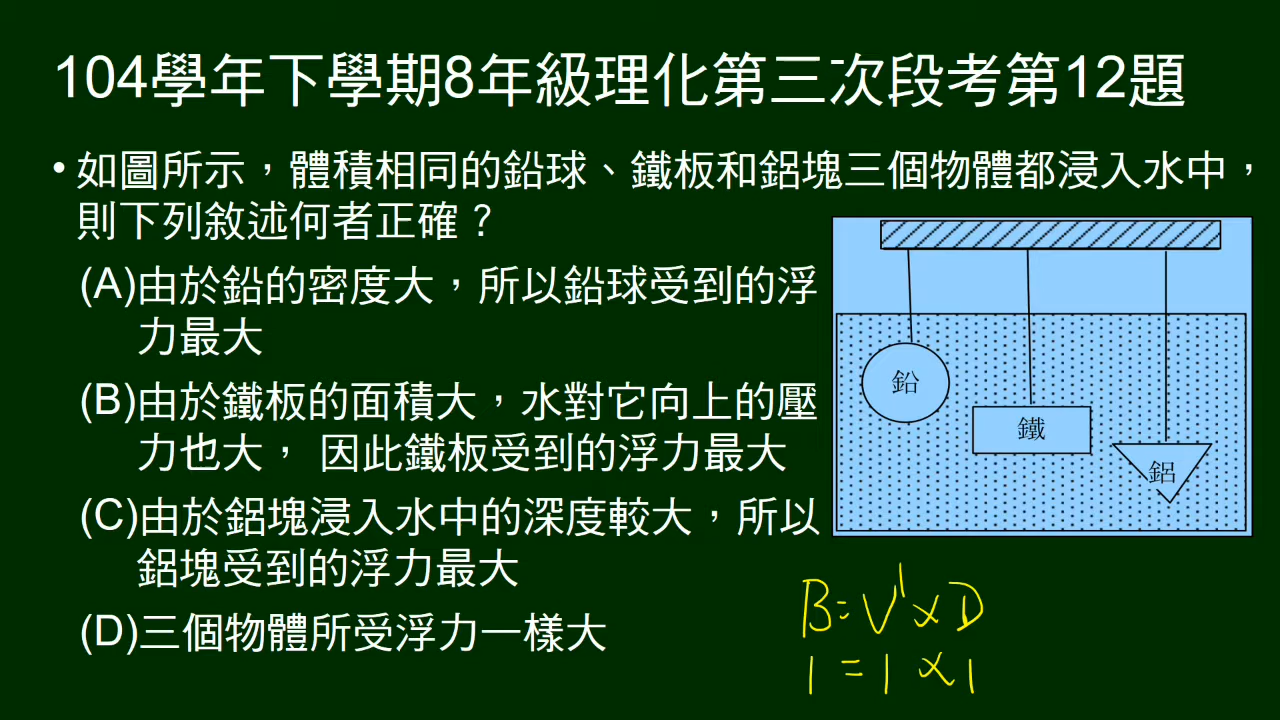 104學年下學期8年級理化第三次段考第12題
• 如圖所示，體積相同的鉛球、鐵板和鋁塊三個物體都浸入水中，
則下列敘述何者正確？
(A)由於鉛的密度大，所以鉛球受到的浮
力最大
(B)由於鐵板的面積大，水對它向上的壓
力也大， 因此鐵板受到的浮力最大
(C)由於鋁塊浸入水中的深度較大，所以
鋁塊受到的浮力最大
(D)三個物體所受浮力一樣大
鉛
鐵
鋁
B=V'×D
1=1×1